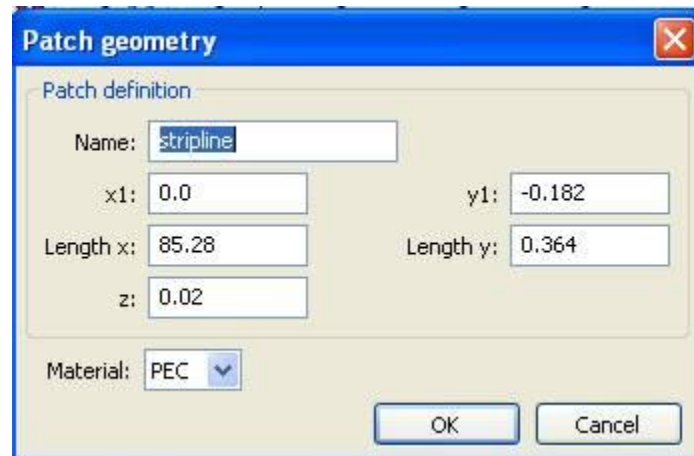 Patch geometry
Patch definition
Name: stripline
x1: 0.0 y1: -0.182
Length x: 85.28 Length y: 0.364
z: 0.02
Material: PEC
OK Cancel